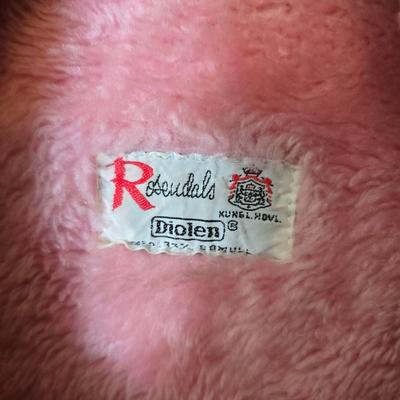 Rosendals
KUNGL. HOVL.
Diolen®
BOMULL